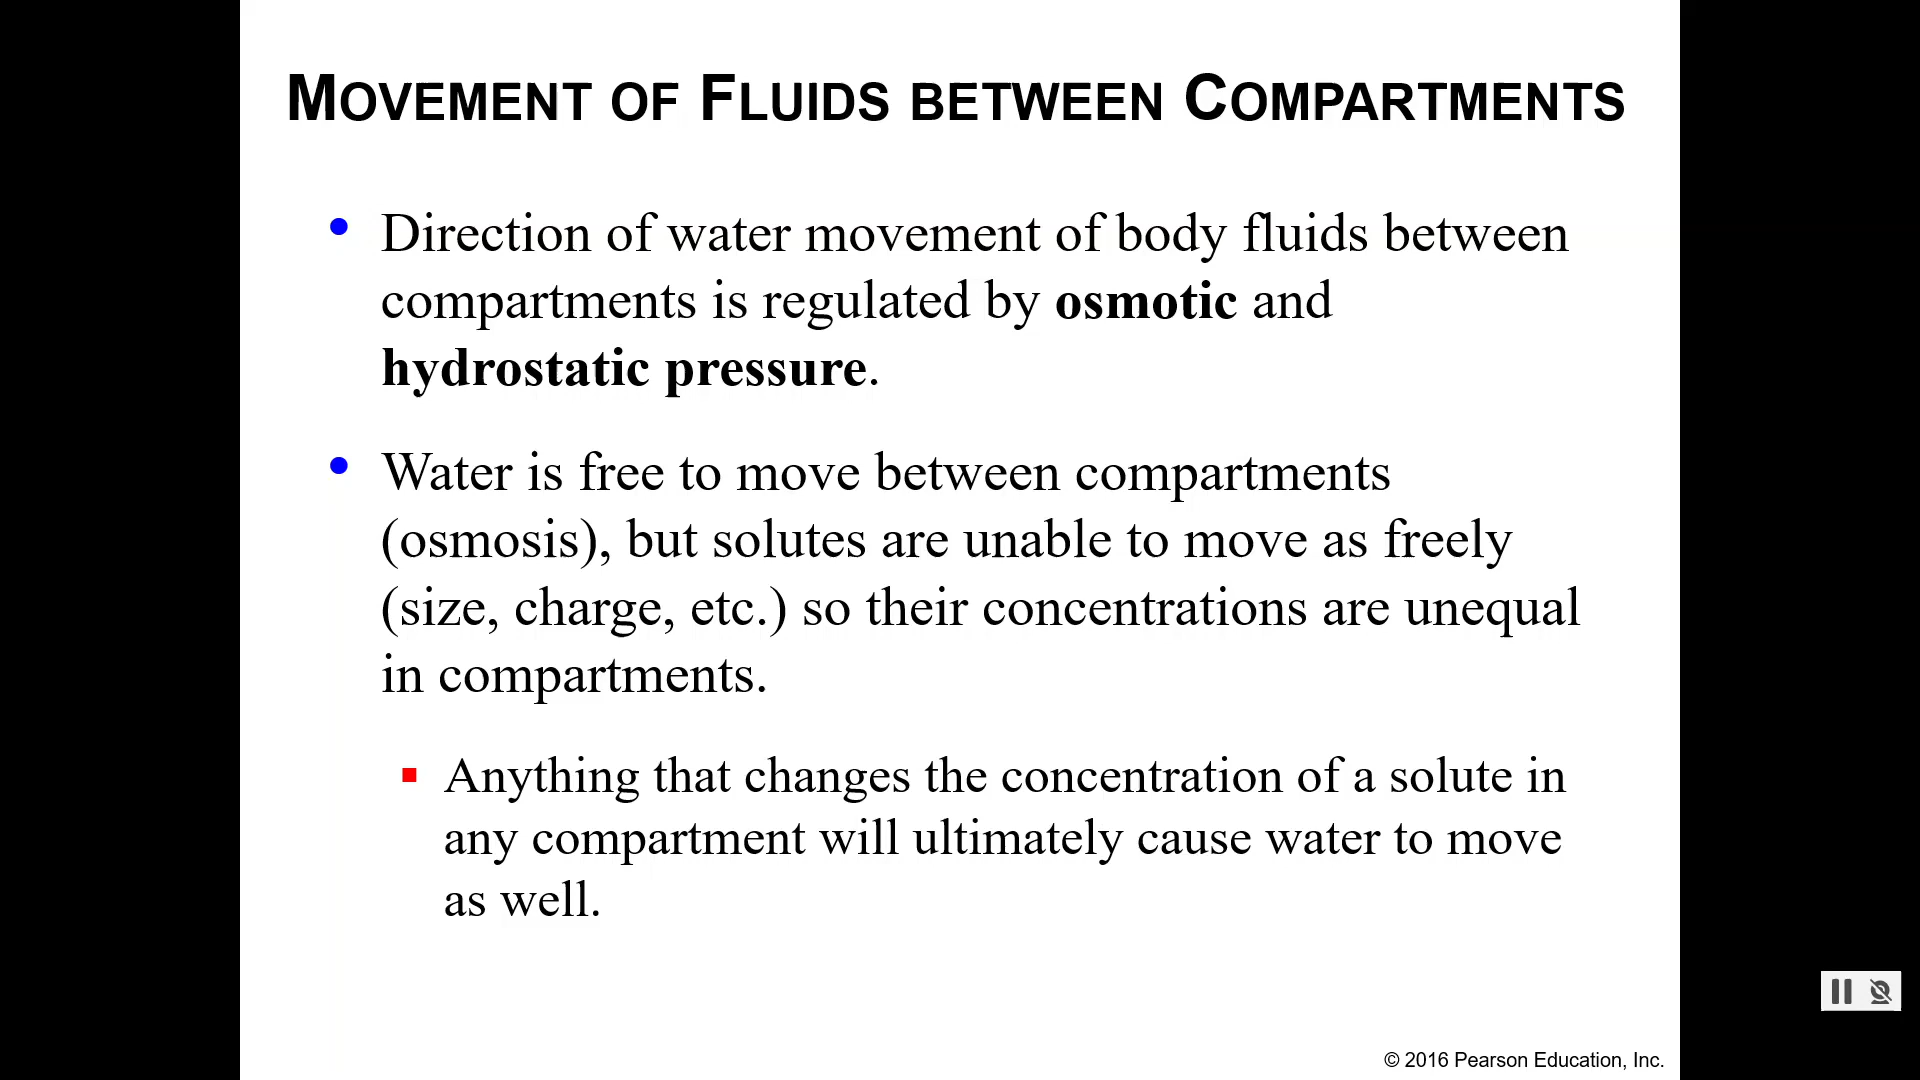 MOVEMENT OF FLUIDS BETWEEN COMPARTMENTS
• Direction of water movement of body fluids between
compartments is regulated by osmotic and
hydrostatic pressure.
• Water is free to move between compartments
(osmosis), but solutes are unable to move as freely
(size, charge, etc.) so their concentrations are unequal
in compartments.
▪ Anything that changes the concentration of a solute in
any compartment will ultimately cause water to move
as well.
© 2016 Pearson Education, Inc.